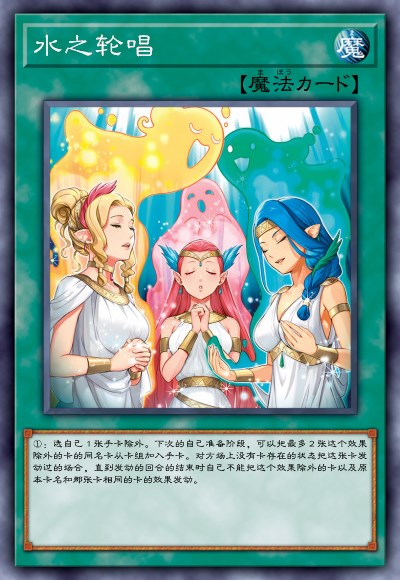 水之轮唱
魔
【魔法カード】
まほう
①：选自己1张手卡除外。下次的自己准备阶段，可以把最多2张这个效果
除外的卡的同名卡从卡组加入手卡。对方场上没有卡存在的状态把这张卡发
动过的场合，直到发动的回合的结束时自己不能把这个效果除外的卡以及原
本卡名和那张卡相同的卡的效果发动。